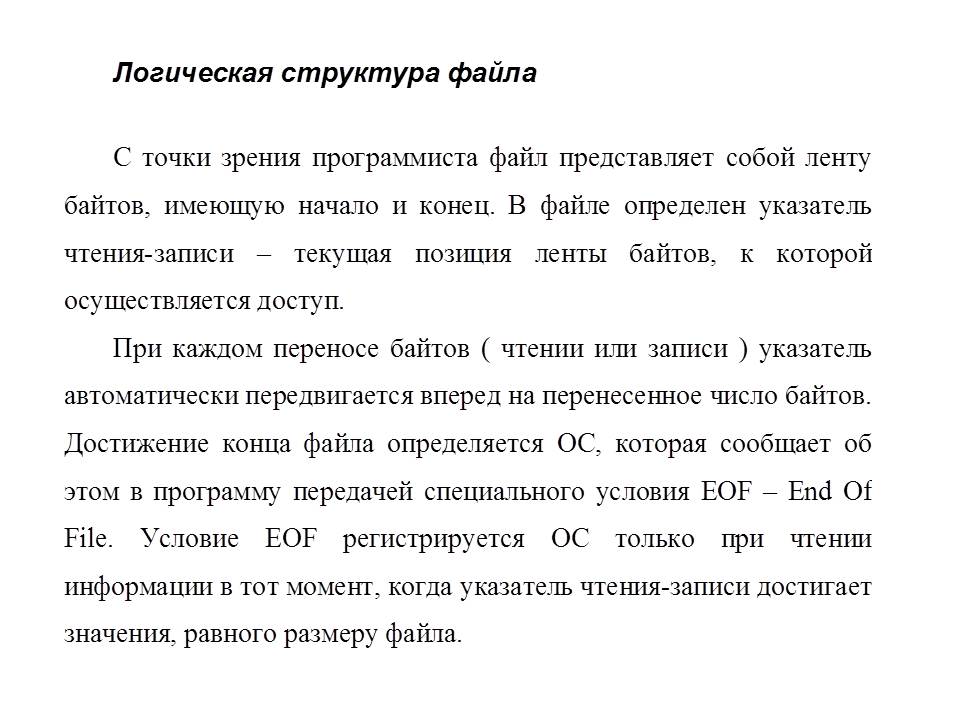 Логическая структура файла
С точки зрения программиста файл представляет собой ленту
байтов, имеющую начало и конец. В файле определен указатель
чтения-записи – текущая позиция ленты байтов, к которой
осуществляется доступ.
При каждом переносе байтов ( чтении или записи ) указатель
автоматически передвигается вперед на перенесенное число байтов.
Достижение конца файла определяется ОС, которая сообщает об
этом в программу передачей специального условия EOF – End Of
File. Условие EOF регистрируется ОС только при чтении
информации в тот момент, когда указатель чтения-записи достигает
значения, равного размеру файла.